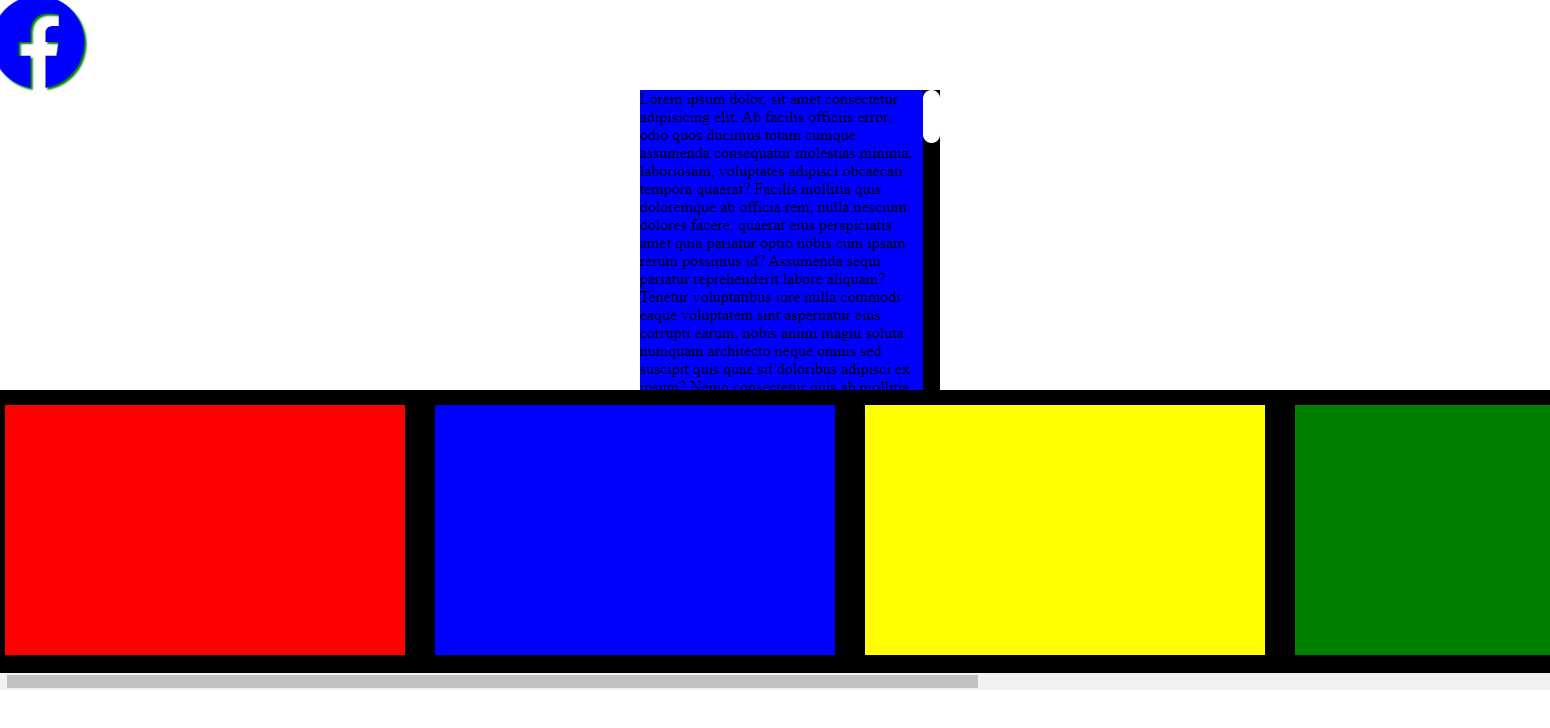 Lorem ipsum dolor, sit amet consectetur
adipisicing elit. Ab facilis officiis error,
odio quos ducimus totam cumque
assumenda consequatur molestias minima
laboriosam, voluptates adipisci obcaecati
tempora quaerat? Facilis mollitia quis
doloremque ab officia rem, nulla nesciunt
dolores facere, quaerat eius perspiciatis
amet quia pariatur optio nobis cum ipsam
rerum possimus id? Assumenda sequi
pariatur reprehenderit labore aliquam?
Tenetur voluptatibus iure nulla commodi
eaque voluptatem sint aspernatur eius
corrupti earum, nobis animi magni soluta
numquam architecto neque omnis sed
suscipit quis quae sit doloribus adipisci ex
ipsum? Nemo consectetur quis ab mollitia